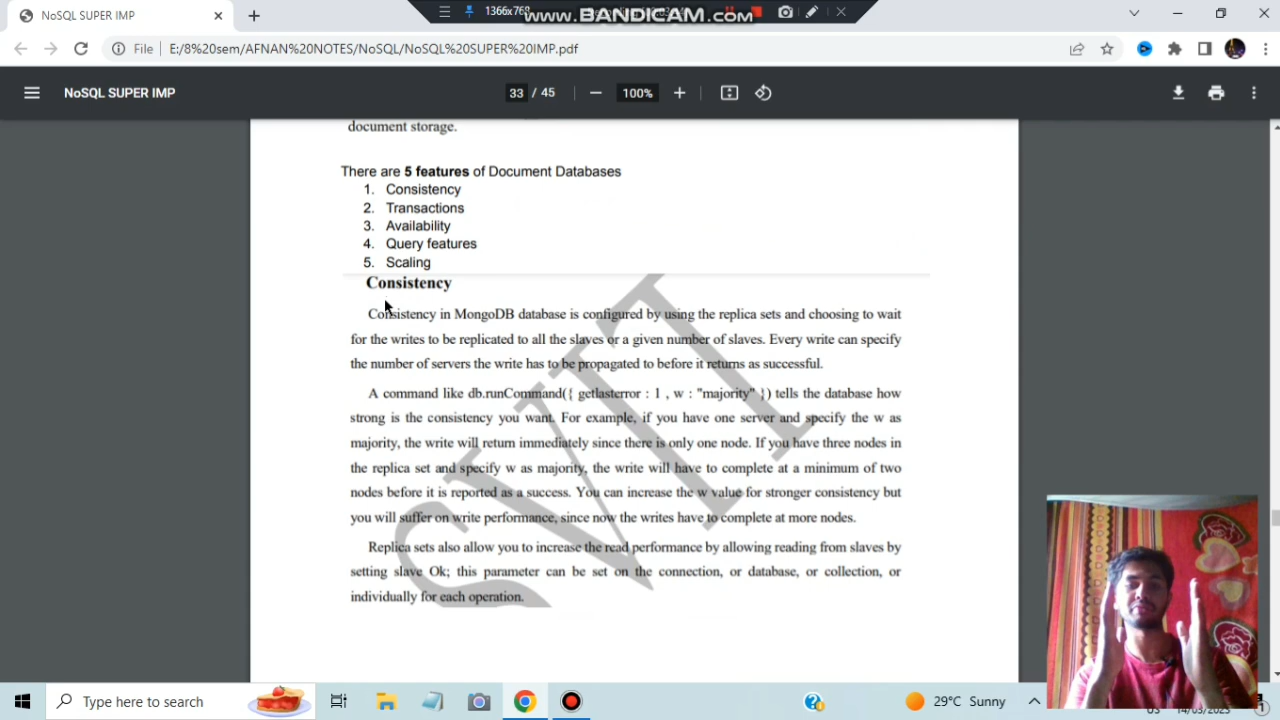 NoSQL SUPER IMP
1366x768
www.BANDICAM.com
File
E:/8%20sem/AFNAN%20NOTES/NoSQL/NoSQL%20SUPER%20IMP.pdf
NoSQL SUPER IMP
33 / 45
100%
document storage.
There are 5 features of Document Databases
1. Consistency
2. Transactions
3. Availability
4. Query features
5. Scaling
Consistency
Consistency in MongoDB database is configured by using the replica sets and choosing to wait
for the writes to be replicated to all the slaves or a given number of slaves. Every write can specify
the number of servers the write has to be propagated to before it returns as successful.
A command like db.runCommand({ getlasterror : 1 , w : "majority" }) tells the database how
strong is the consistency you want. For example, if you have one server and specify the w as
majority, the write will return immediately since there is only one node. If you have three nodes in
the replica set and specify w as majority, the write will have to complete at a minimum of two
nodes before it is reported as a success. You can increase the w value for stronger consistency but
you will suffer on write performance, since now the writes have to complete at more nodes.
Replica sets also allow you to increase the read performance by allowing reading from slaves by
setting slave Ok; this parameter can be set on the connection, or database, or collection, or
individually for each operation.
SVIT
Type here to search
29°C Sunny
US
14/03/2023
1